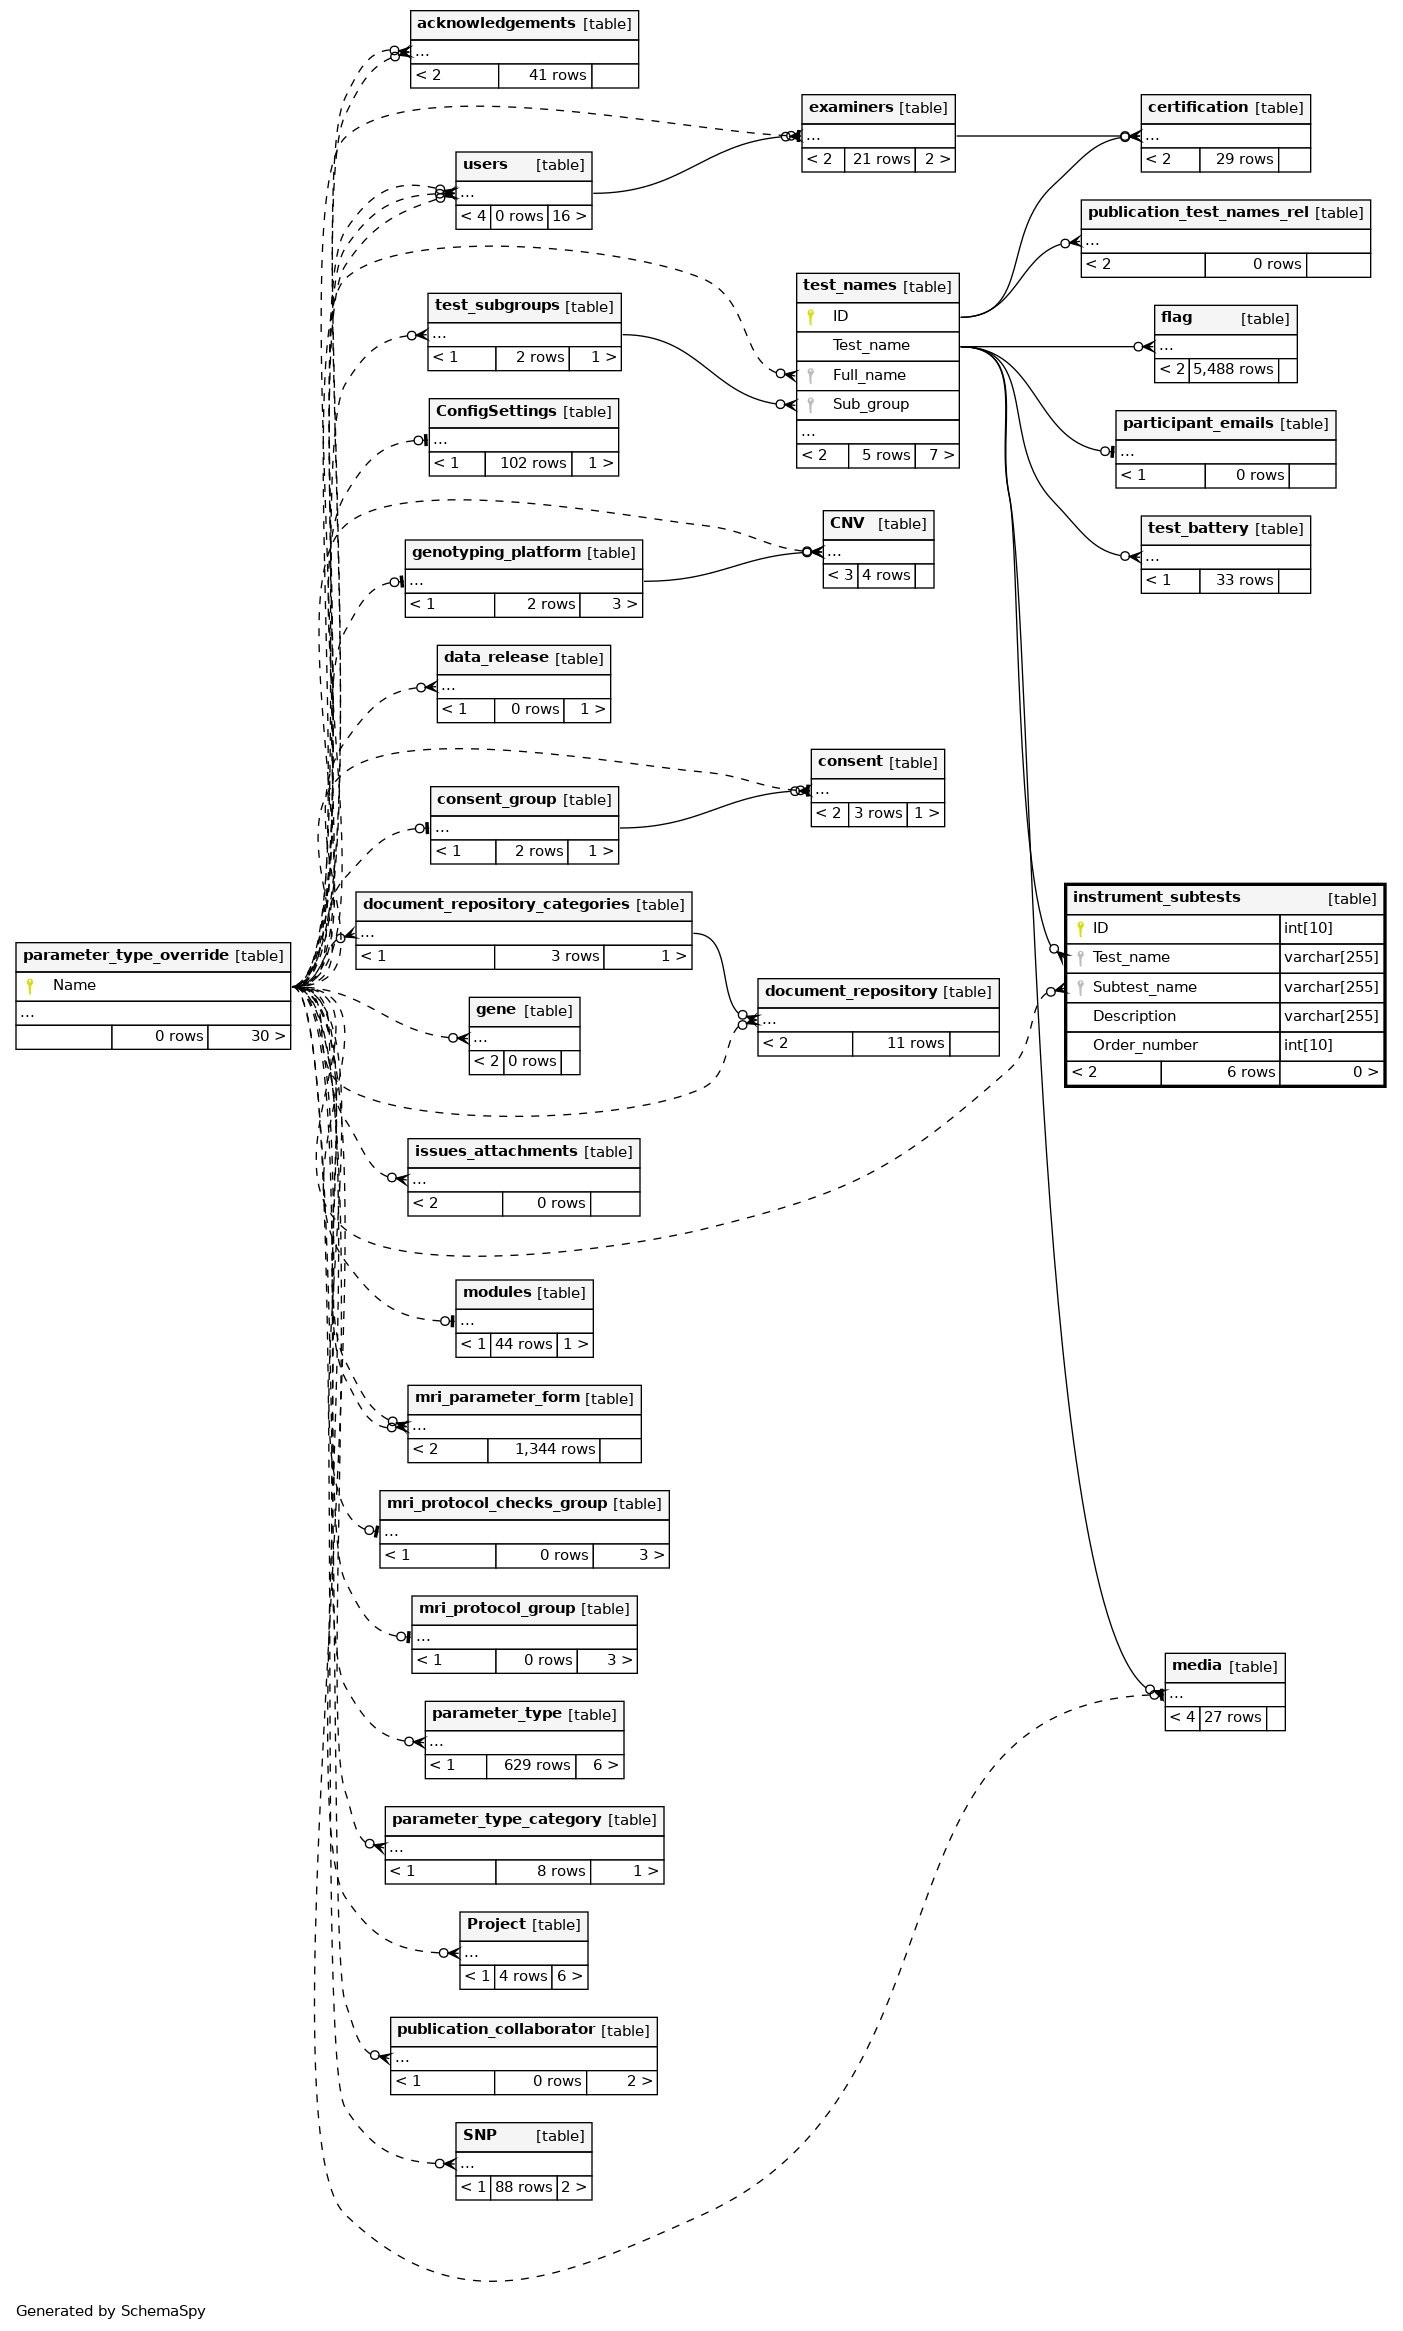 acknowledgements [table]
...
< 2 41 rows
examiners [table]
...
< 2 21 rows 2 >
certification [table]
...
< 2 29 rows
users [table]
...
< 4 0 rows 16 >
publication_test_names_rel [table]
...
< 2 0 rows
test_names [table]
ID
Test_name
Full_name
Sub_group
...
< 2 5 rows 7 >
test_subgroups [table]
...
< 1 2 rows 1 >
flag [table]
...
< 2 5,488 rows
ConfigSettings [table]
...
< 1 102 rows 1 >
participant_emails [table]
...
< 1 0 rows
CNV [table]
...
< 3 4 rows
test_battery [table]
...
< 1 33 rows
genotyping_platform [table]
...
< 1 2 rows 3 >
data_release [table]
...
< 1 0 rows 1 >
consent [table]
...
< 2 3 rows 1 >
consent_group [table]
...
< 1 2 rows 1 >
document_repository_categories [table]
...
< 1 3 rows 1 >
instrument_subtests [table]
ID int[10]
Test_name varchar[255]
Subtest_name varchar[255]
Description varchar[255]
Order_number int[10]
< 2 6 rows 0 >
parameter_type_override [table]
Name
...
0 rows 30 >
document_repository [table]
...
< 2 11 rows
gene [table]
...
< 2 0 rows
issues_attachments [table]
...
< 2 0 rows
modules [table]
...
< 1 44 rows 1 >
mri_parameter_form [table]
...
< 2 1,344 rows
mri_protocol_checks_group [table]
...
< 1 0 rows 3 >
mri_protocol_group [table]
...
< 1 0 rows 3 >
media [table]
...
< 4 27 rows
parameter_type [table]
...
< 1 629 rows 6 >
parameter_type_category [table]
...
< 1 8 rows 1 >
Project [table]
...
< 1 4 rows 6 >
publication_collaborator [table]
...
< 1 0 rows 2 >
SNP [table]
...
< 1 88 rows 2 >
Generated by SchemaSpy